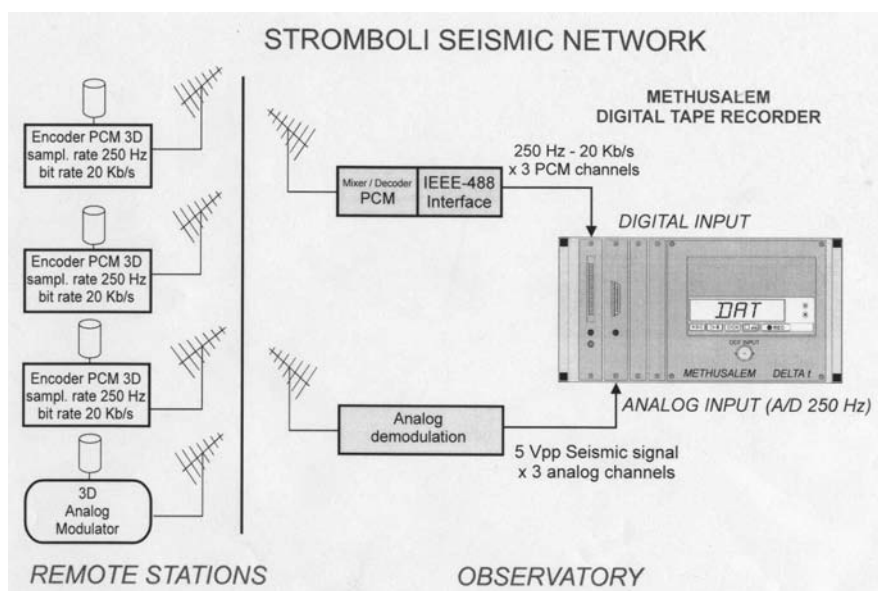 STROMBOLI SEISMIC NETWORK
Encoder PCM 3D
sampl. rate 250 Hz
bit rate 20 Kb/s
Encoder PCM 3D
sampl. rate 250 Hz
bit rate 20 Kb/s
Encoder PCM 3D
sampl. rate 250 Hz
bit rate 20 Kb/s
3D
Analog
Modulator
REMOTE STATIONS
Mixer / Decoder
PCM
IEEE-488
Interface
250 Hz - 20 Kb/s
x 3 PCM channels
METHUSALEM
DIGITAL TAPE RECORDER
DIGITAL INPUT
DAT
METHUSALEM DELTA t
ANALOG INPUT (A/D 250 Hz)
Analog
demodulation
5 Vpp Seismic signal
x 3 analog channels
OBSERVATORY